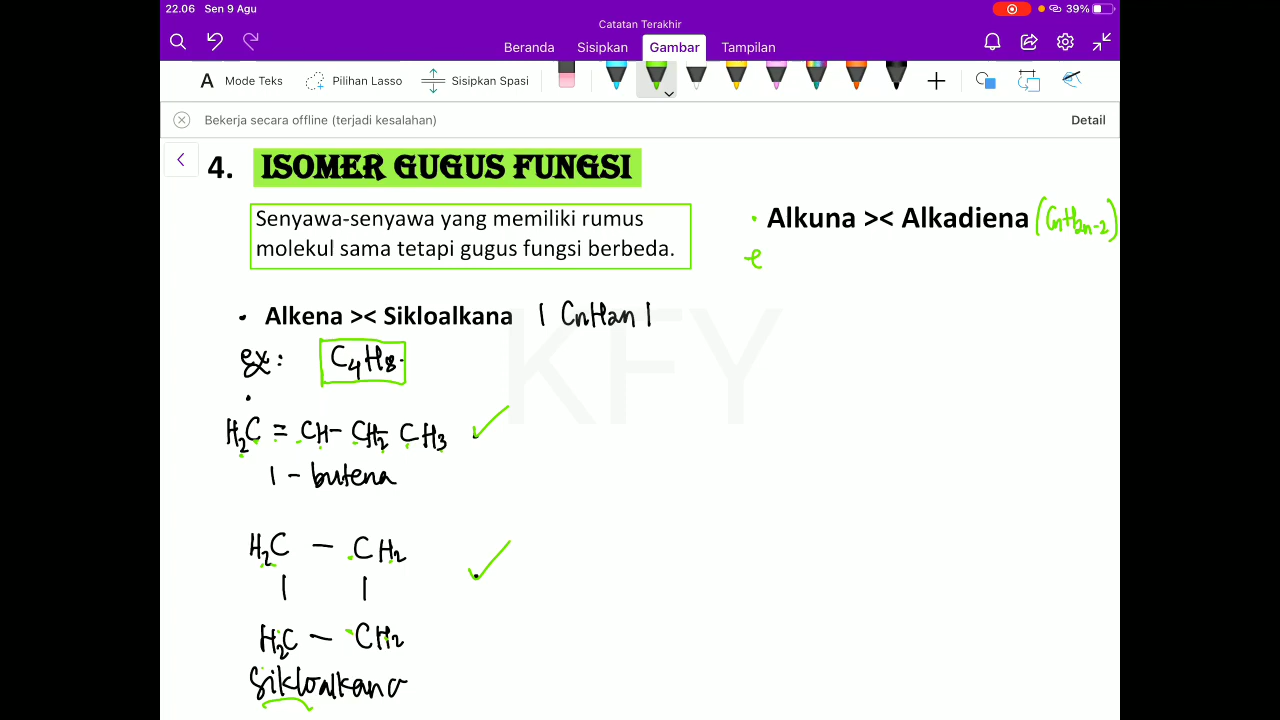 22.06 Sen 9 Agu
39%
Catatan Terakhir
Beranda Sisipkan Gambar Tampilan
A Mode Teks Pilihan Lasso Sisipkan Spasi
Bekerja secara offline (terjadi kesalahan) Detail
4. ISOMER GUGUS FUNGSI
Senyawa-senyawa yang memiliki rumus
molekul sama tetapi gugus fungsi berbeda.
• Alkena >< Sikloalkana | CnH2n |
ex : C4H8
H2C = CH - CH2 - CH3
1 - butena
H2C — CH2
| |
H2C — CH2
Sikloalkana
• Alkuna >< Alkadiena (CnH2n-2)
e
KFY